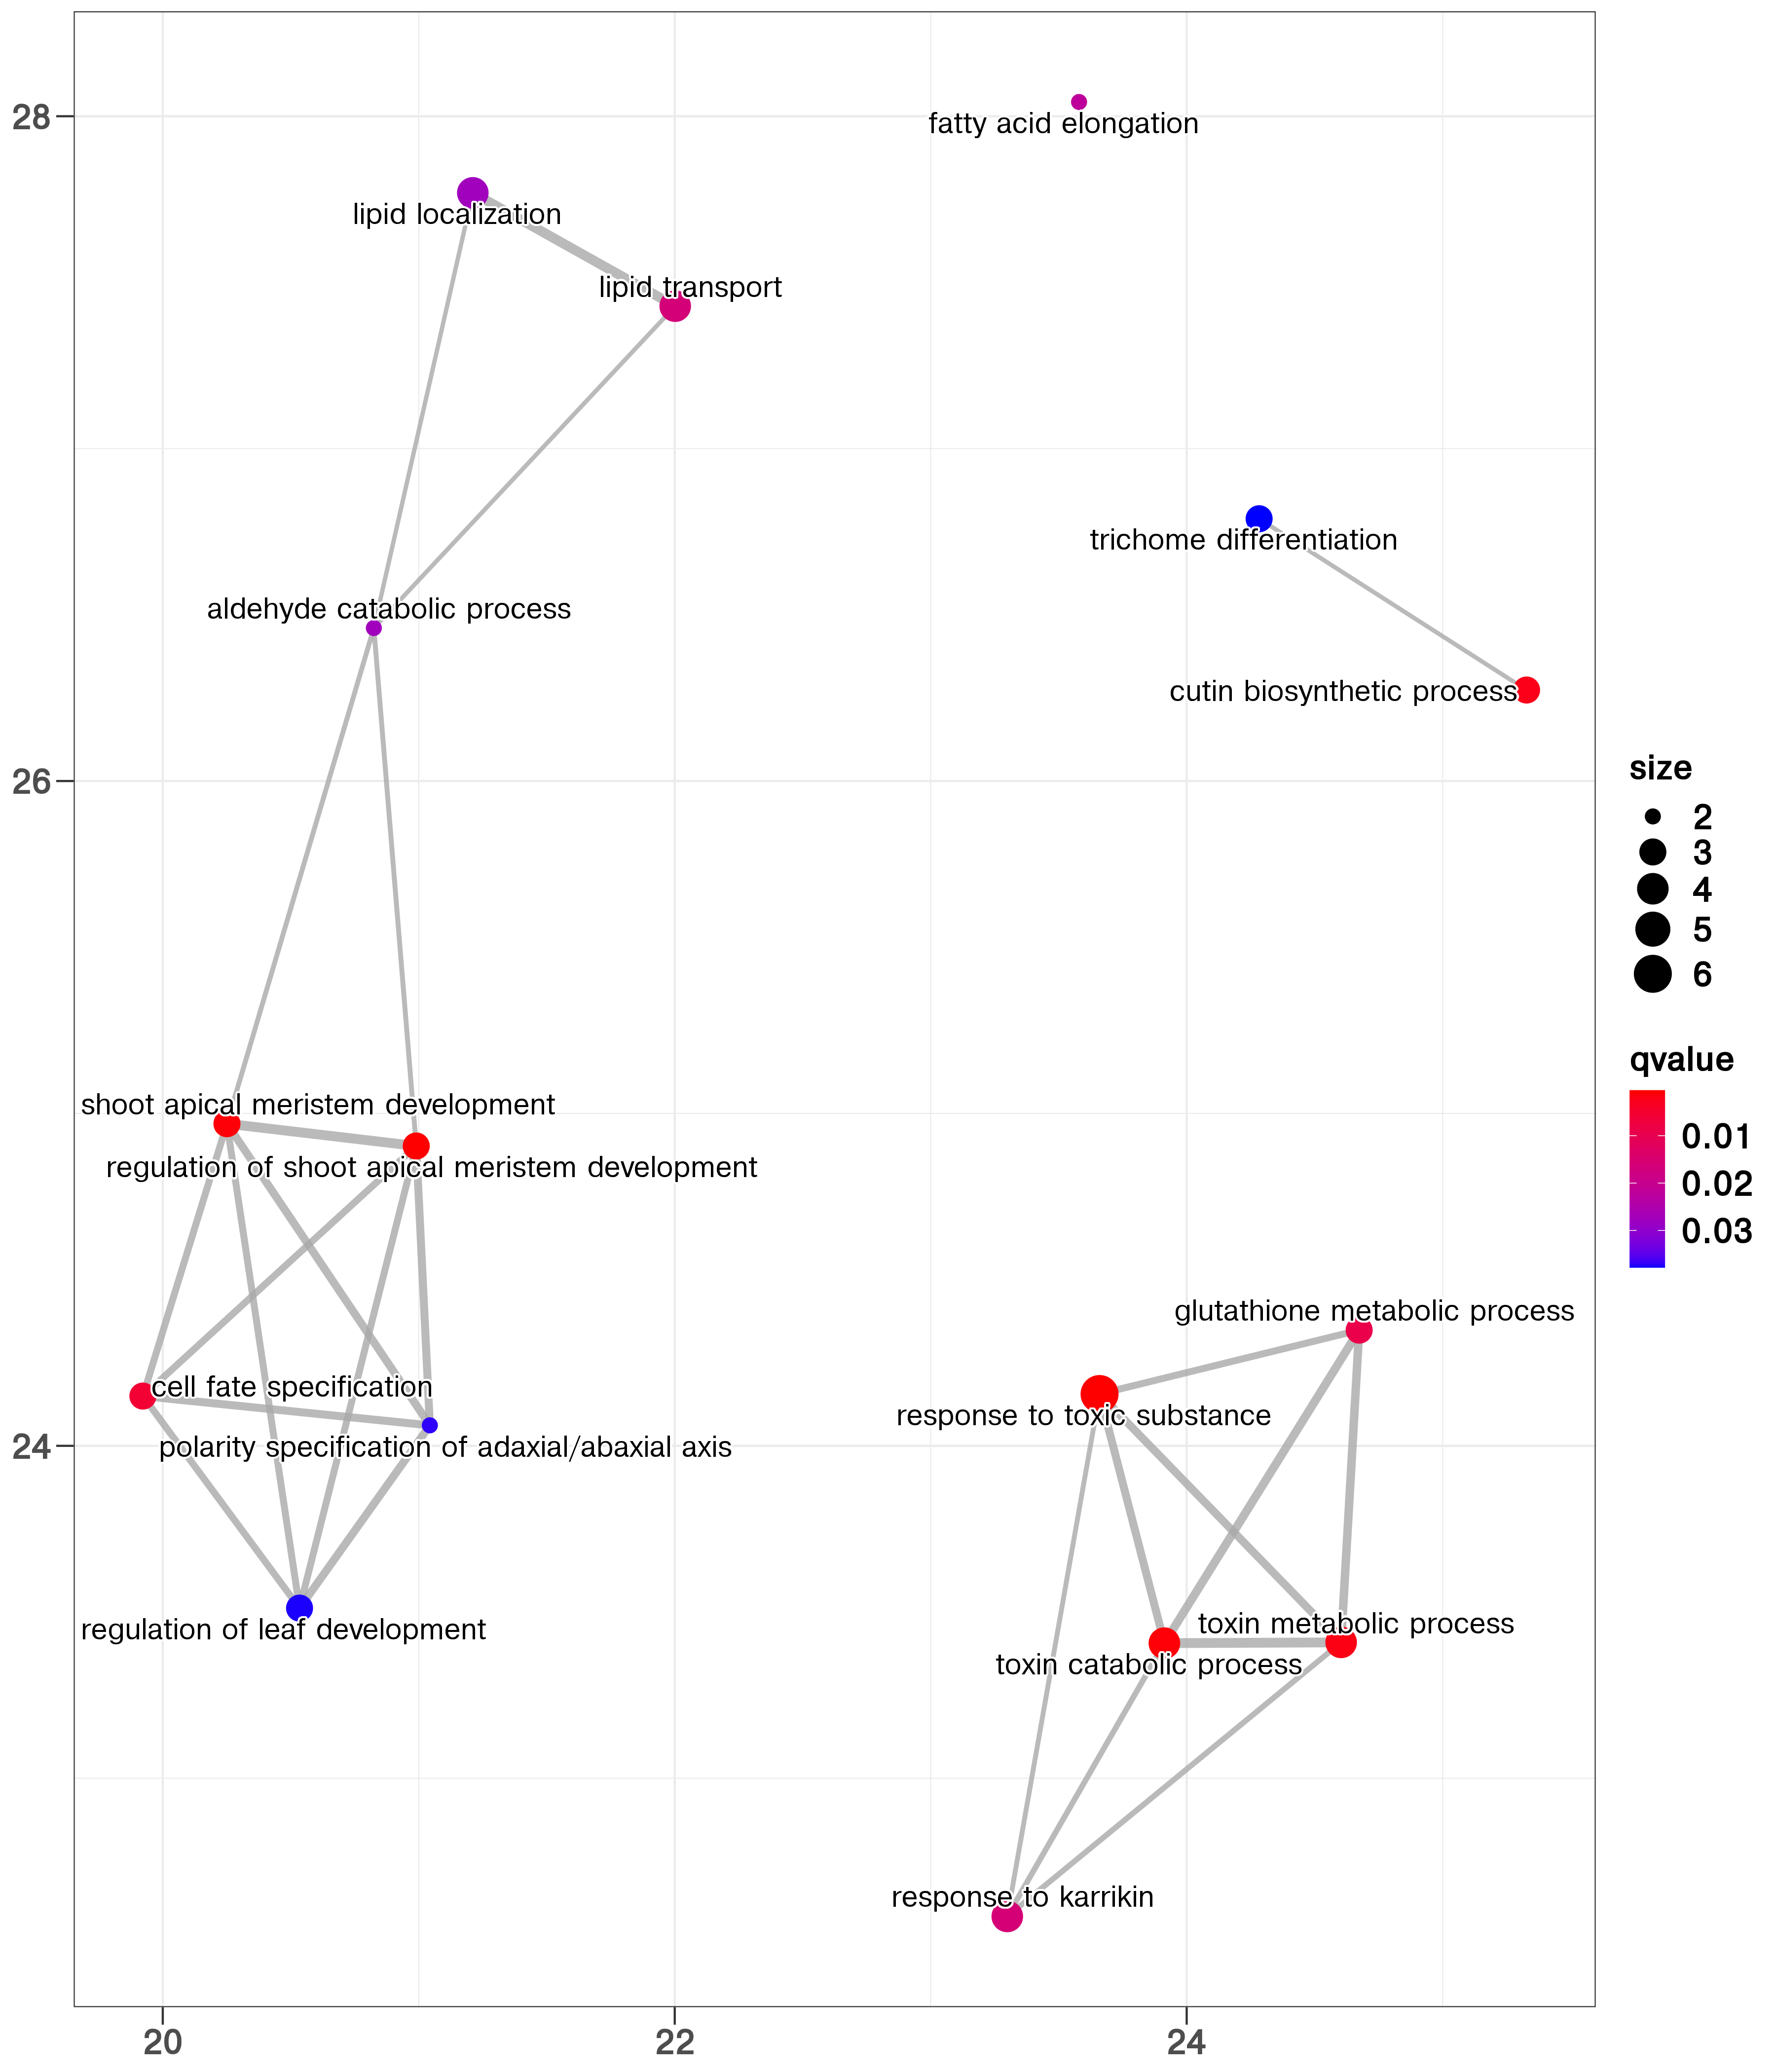 28
fatty acid elongation
lipid localization
lipid transport
trichome differentiation
aldehyde catabolic process
cutin biosynthetic process
26
shoot apical meristem development
regulation of shoot apical meristem development
glutathione metabolic process
cell fate specification
response to toxic substance
24
polarity specification of adaxial/abaxial axis
toxin metabolic process
regulation of leaf development
toxin catabolic process
response to karrikin
20
22
24
size
2
3
4
5
6
qvalue
0.01
0.02
0.03